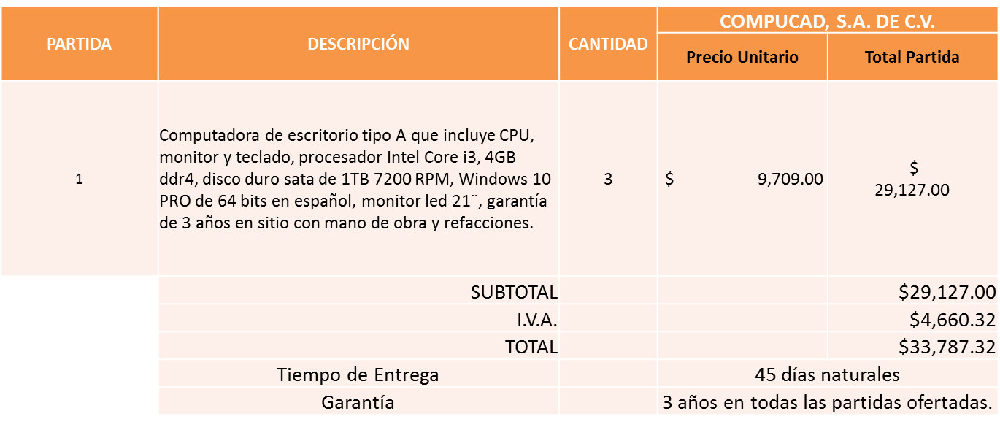 PARTIDA
DESCRIPCIÓN
CANTIDAD
COMPUCAD, S.A. DE C.V.
Precio Unitario
Total Partida
1
Computadora de escritorio tipo A que incluye CPU,
monitor y teclado, procesador Intel Core i3, 4GB
ddr4, disco duro sata de 1TB 7200 RPM, Windows 10
PRO de 64 bits en español, monitor led 21¨, garantía
de 3 años en sitio con mano de obra y refacciones.
3
$ 9,709.00
$
29,127.00
SUBTOTAL $29,127.00
I.V.A. $4,660.32
TOTAL $33,787.32
Tiempo de Entrega 45 días naturales
Garantía 3 años en todas las partidas ofertadas.